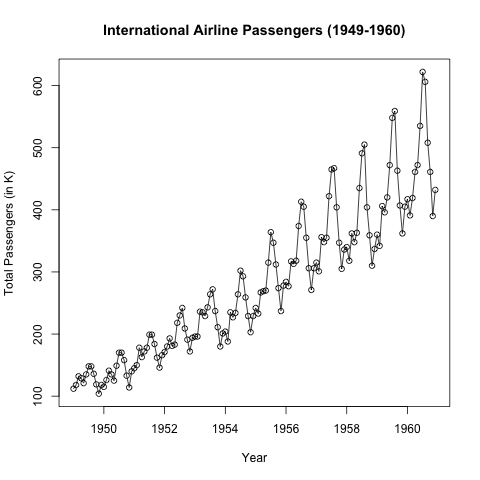 International Airline Passengers (1949-1960)
Total Passengers (in K)
600
500
400
300
200
100
1950 1952 1954 1956 1958 1960
Year